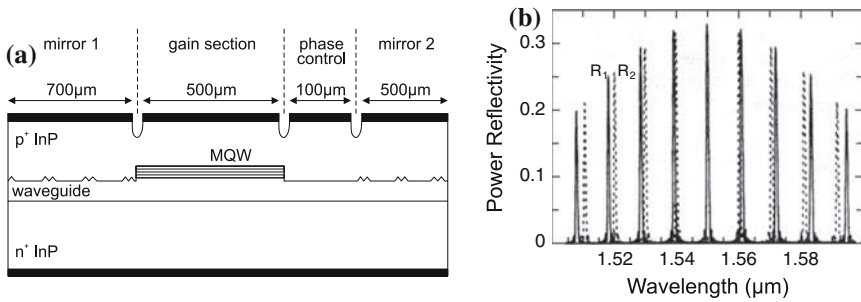 (a)
mirror 1
gain section
phase
control
mirror 2
700μm
500μm
100μm
500μm
p+ InP
MQW
waveguide
n+ InP
(b)
Power Reflectivity
0.3
0.2
0.1
0
R1 R2
1.52 1.54 1.56 1.58
Wavelength (μm)